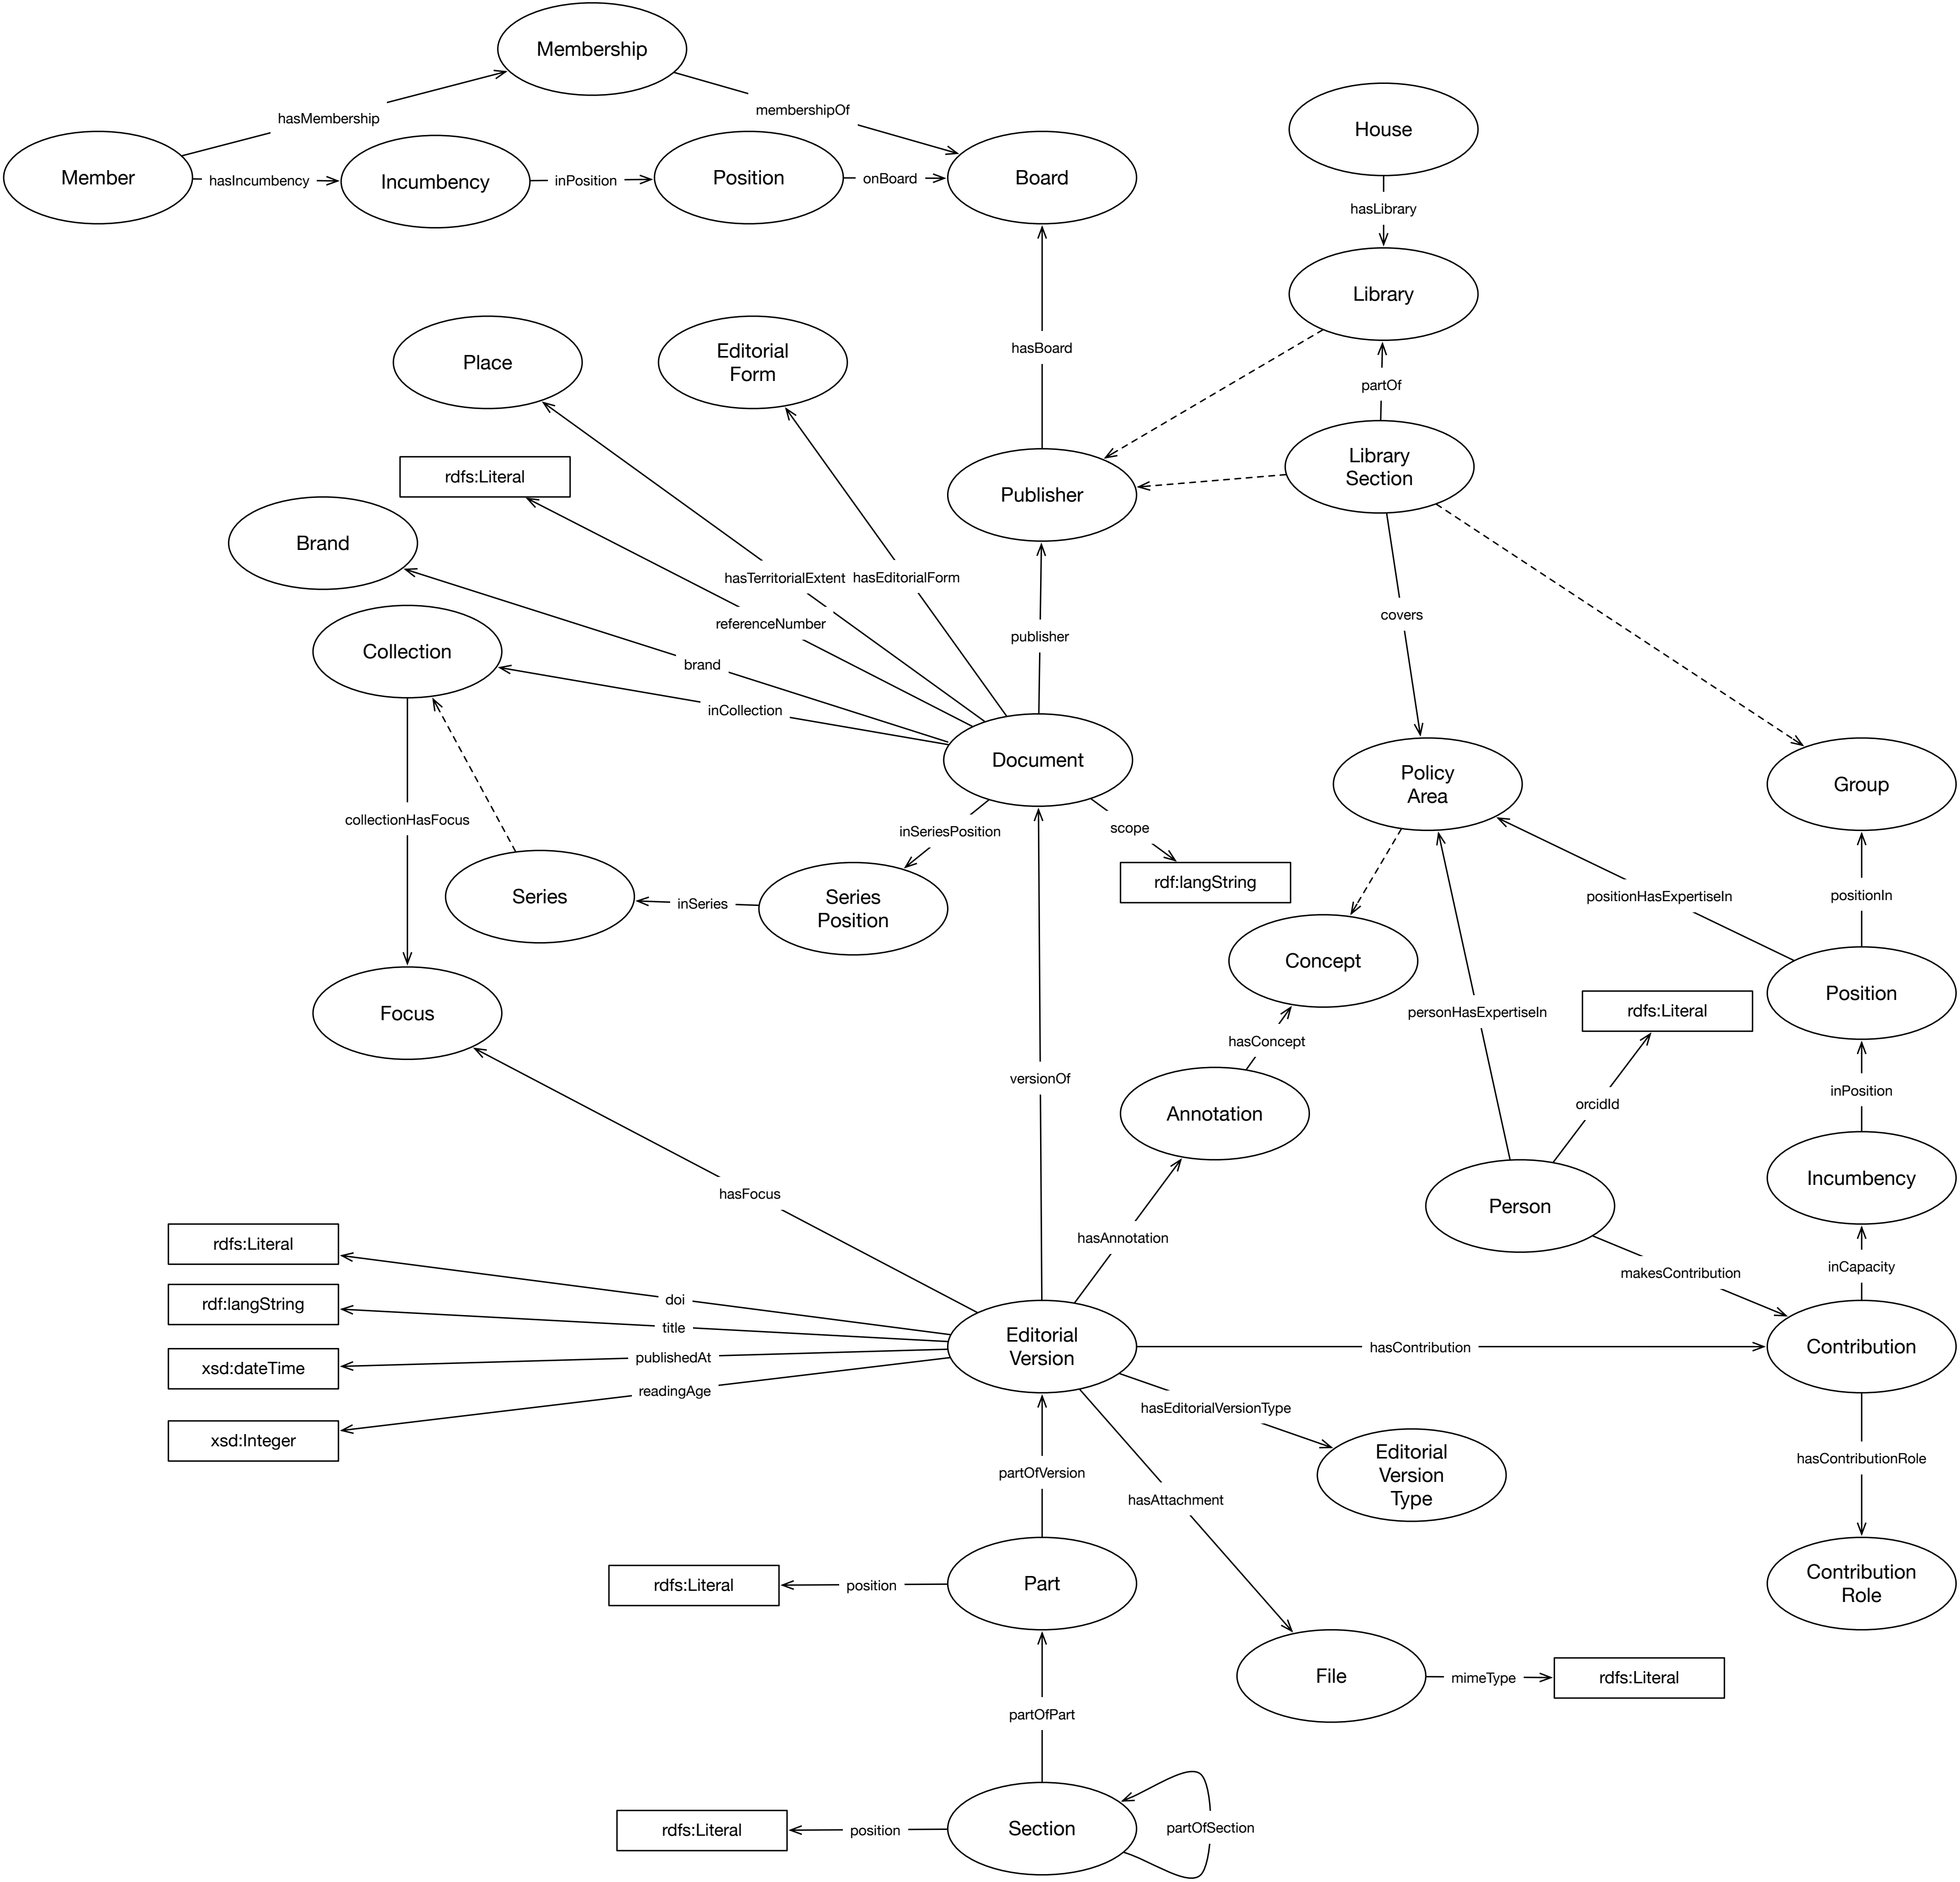 Membership
hasMembership
membershipOf
House
Member
hasIncumbency
Incumbency
inPosition
Position
onBoard
Board
hasLibrary
Library
Place
Editorial
Form
hasBoard
partOf
rdfs:Literal
Publisher
Library
Section
Brand
hasTerritorialExtent
hasEditorialForm
referenceNumber
publisher
covers
Collection
brand
inCollection
Document
Policy
Area
Group
collectionHasFocus
inSeriesPosition
scope
Series
inSeries
Series
Position
rdf:langString
positionHasExpertiseIn
positionIn
Concept
Position
Focus
personHasExpertiseIn
rdfs:Literal
hasConcept
versionOf
Annotation
orcidId
inPosition
hasFocus
Person
Incumbency
hasAnnotation
rdfs:Literal
makesContribution
inCapacity
doi
rdf:langString
title
Editorial
Version
hasContribution
Contribution
xsd:dateTime
publishedAt
readingAge
hasEditorialVersionType
xsd:Integer
Editorial
Version
Type
hasContributionRole
partOfVersion
hasAttachment
rdfs:Literal
position
Part
Contribution
Role
File
mimeType
rdfs:Literal
partOfPart
rdfs:Literal
position
Section
partOfSection